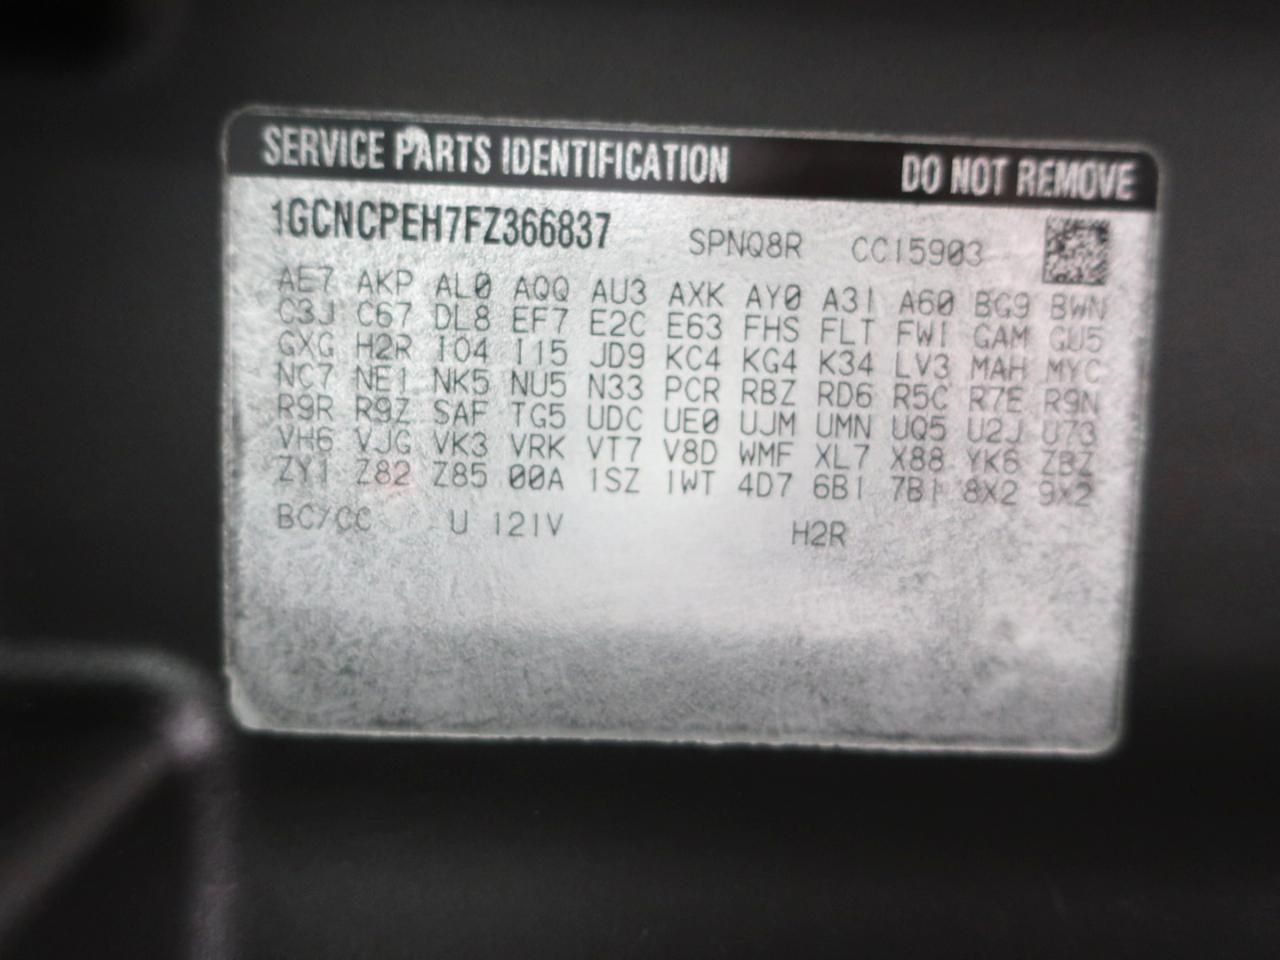 SERVICE PARTS IDENTIFICATION DO NOT REMOVE
1GCNCPEH7FZ366837 SPNQ8R CC15903
AE7 AKP AL0 AQQ AU3 AXK AY0 A31 A60 BG9 BWN
C3J C67 DL8 EF7 E2C E63 FHS FLT FWI GAM GU5
GXG H2R IO4 I15 JD9 KC4 KG4 K34 LV3 MAH MYC
NC7 NE1 NK5 NU5 N33 PCR RBZ RD6 R5C R7E R9N
R9R R9Z SAF TG5 UDC UE0 UJM UMN UQ5 U2J U73
VH6 VJG VK3 VRK VT7 V8D WMF XL7 X88 YK6 ZBZ
ZY1 Z82 Z85 00A 1SZ 1WT 4D7 6B1 7B1 8X2 9X2
BC/CC U 121V H2R